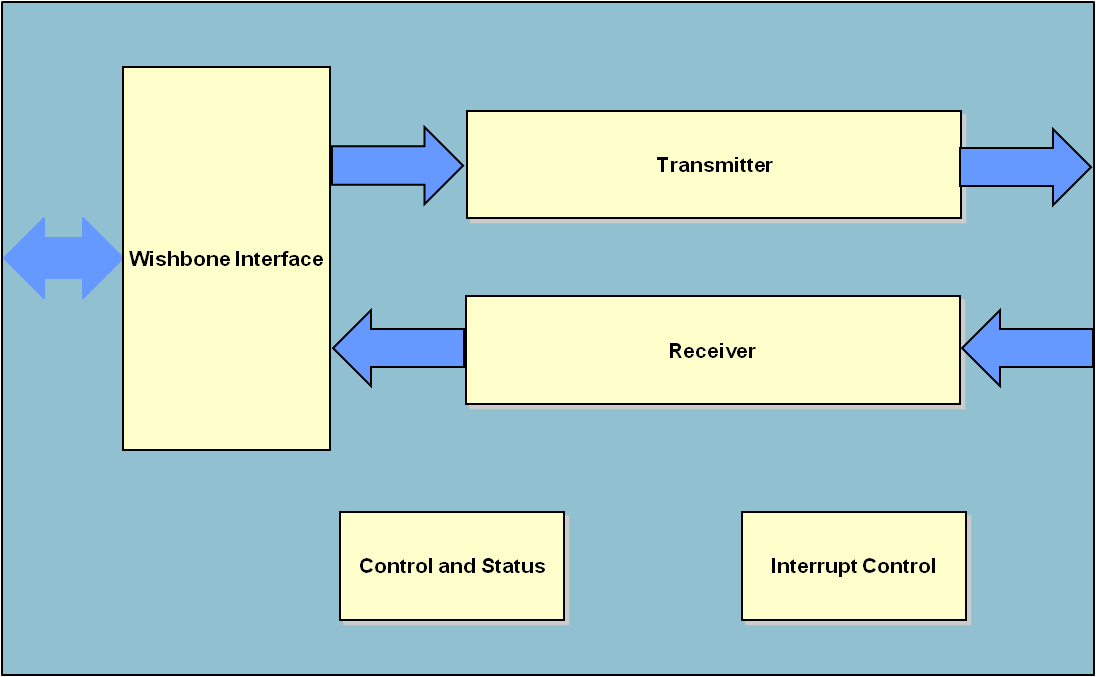 Transmitter
Wishbone Interface
Receiver
Control and Status
Interrupt Control